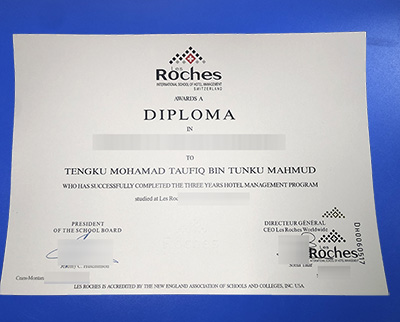 Les
Roches
INTERNATIONAL SCHOOL OF HOTEL MANAGEMENT
SWITZERLAND
AWARDS A
DIPLOMA
IN
TO
TENGKU MOHAMAD TAUFIQ BIN TUNKU MAHMUD
WHO HAS SUCCESSFULLY COMPLETED THE THREE YEARS HOTEL MANAGEMENT PROGRAM
studied at Les
PRESIDENT
OF THE SCHOOL BOARD
DIRECTEUR GÉNÉRAL
CEO Les Roches Worldwide
Les
Roches
DH0060517
LES ROCHES IS ACCREDITED BY THE NEW ENGLAND ASSOCIATION OF SCHOOLS AND COLLEGES, INC. USA